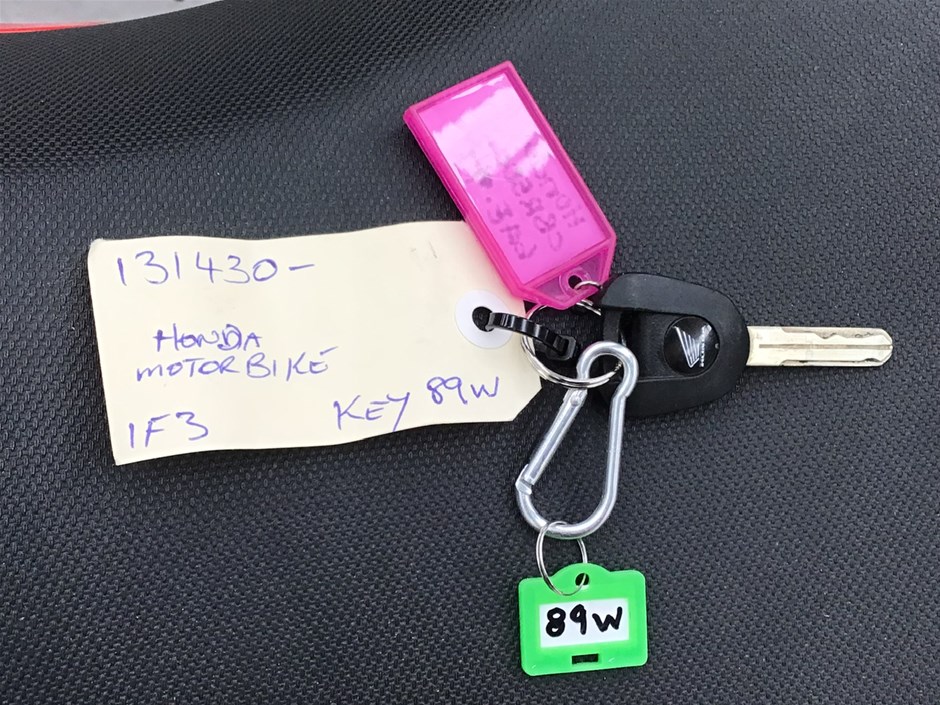 131430-
HONDA
MOTORBIKE
1F3 KEY 89W
89W